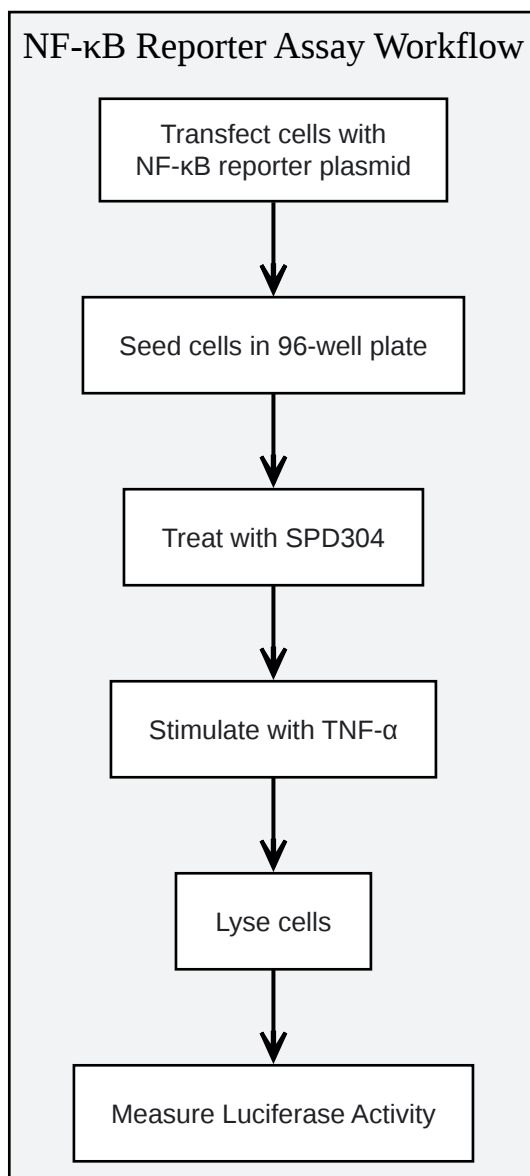 NF-κB Reporter Assay Workflow
Transfect cells with
NF-κB reporter plasmid
Seed cells in 96-well plate
Treat with SPD304
Stimulate with TNF-α
Lyse cells
Measure Luciferase Activity